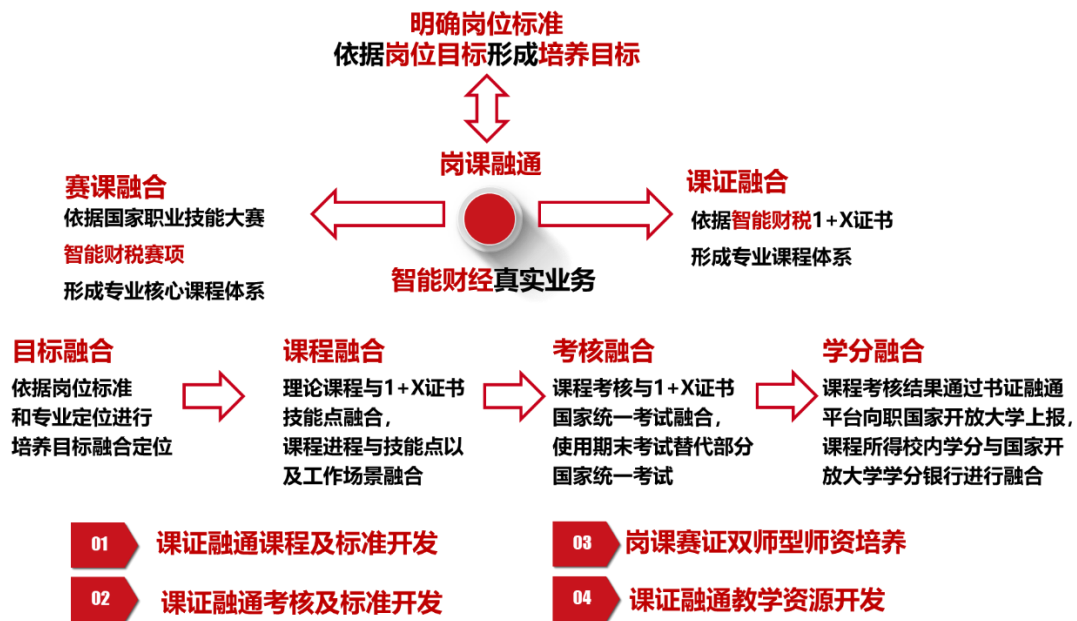 明确岗位标准
依据岗位目标形成培养目标
岗课融通
赛课融合
依据国家职业技能大赛
智能财税赛项
形成专业核心课程体系
课证融合
依据智能财税1+X证书
形成专业课程体系
智能财经真实业务
目标融合
依据岗位标准
和专业定位进行
培养目标融合定位
课程融合
理论课程与1+X证书
技能点融合，
课程进程与技能点以
及工作场景融合
考核融合
课程考核与1+X证书
国家统一考试融合，
使用期末考试替代部分
国家统一考试
学分融合
课程考核结果通过书证融通
平台向职国家开放大学上报，
课程所得校内学分与国家开
放大学学分银行进行融合
01 课证融通课程及标准开发
02 课证融通考核及标准开发
03 岗课赛证双师型师资培养
04 课证融通教学资源开发